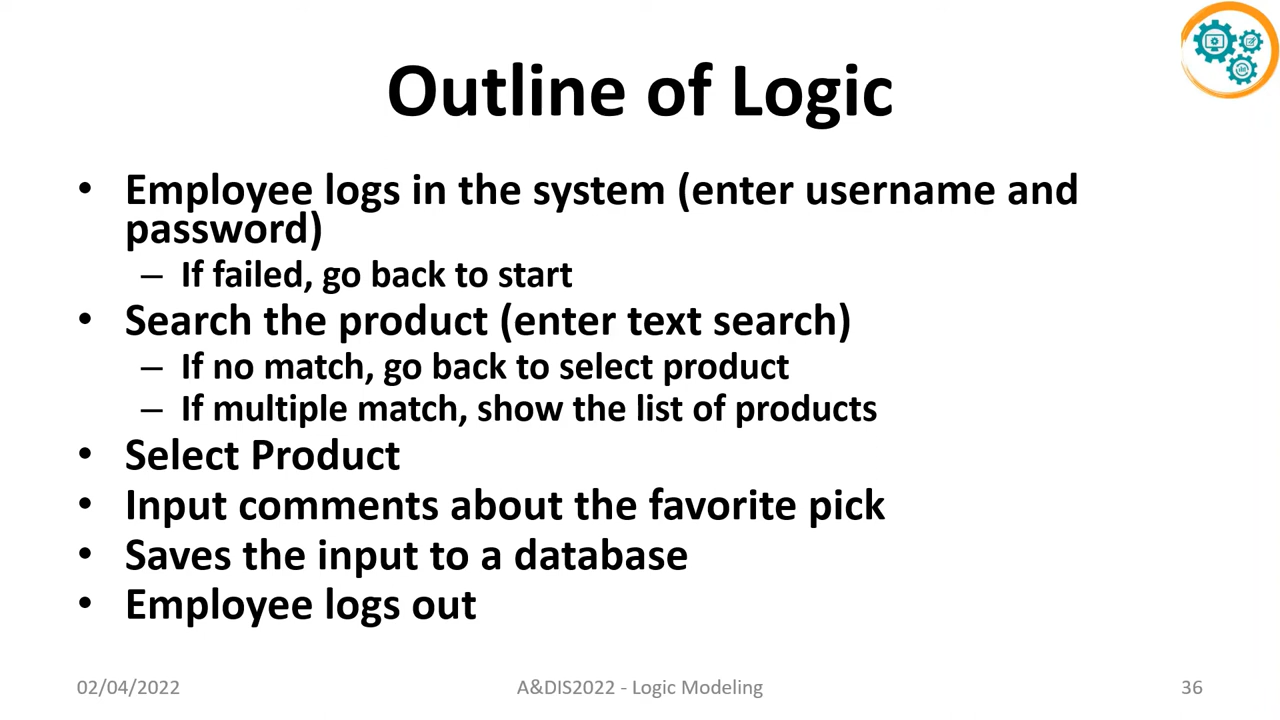 Outline of Logic
• Employee logs in the system (enter username and
password)
– If failed, go back to start
• Search the product (enter text search)
– If no match, go back to select product
– If multiple match, show the list of products
• Select Product
• Input comments about the favorite pick
• Saves the input to a database
• Employee logs out
02/04/2022
A&DIS2022 - Logic Modeling
36